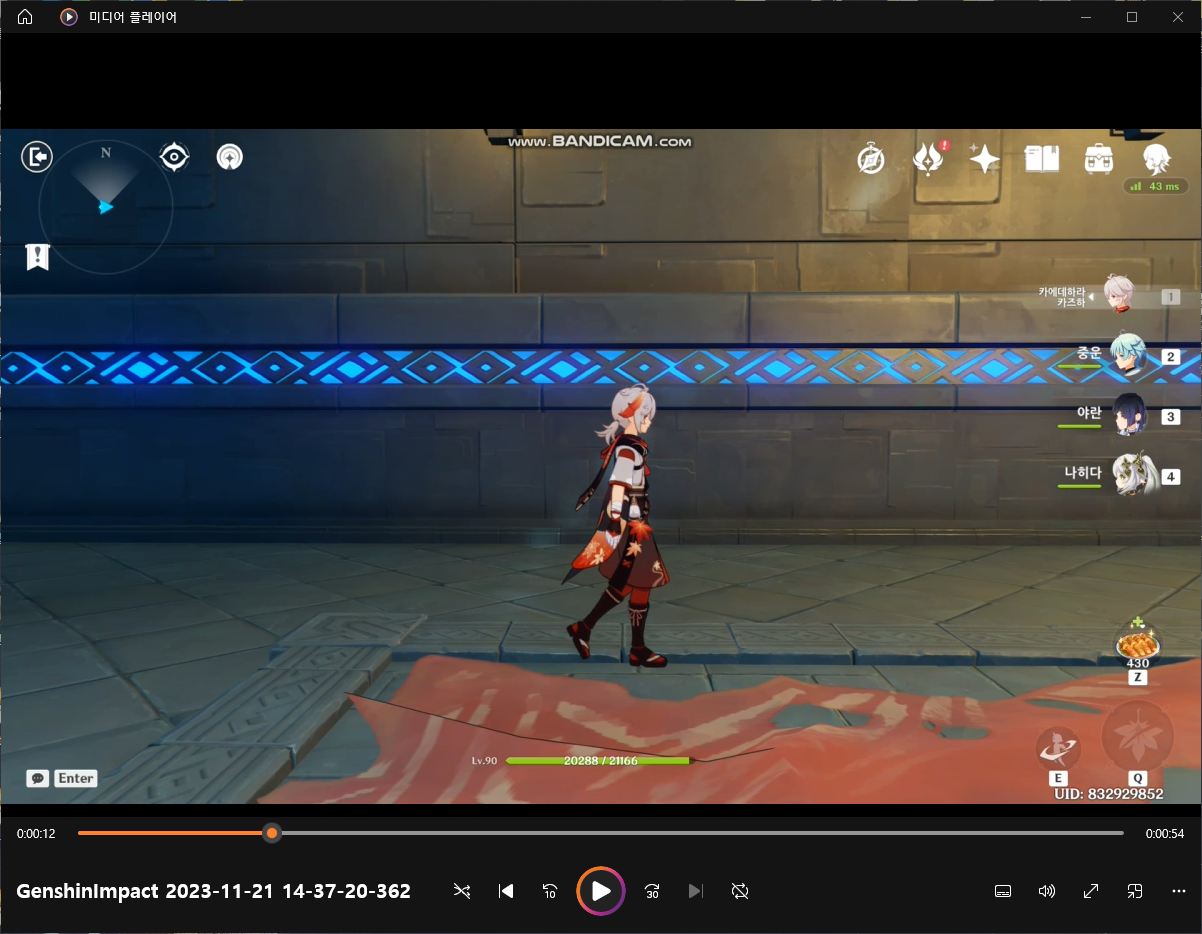 미디어 플레이어
www.BANDICAM.com
N
43 ms
카에데하라
카즈하
1
중운
2
야란
3
나히다
4
430
Z
Lv.90
20288 / 21166
Enter
E
Q
UID: 832929852
0:00:12
0:00:54
GenshinImpact 2023-11-21 14-37-20-362
10
30